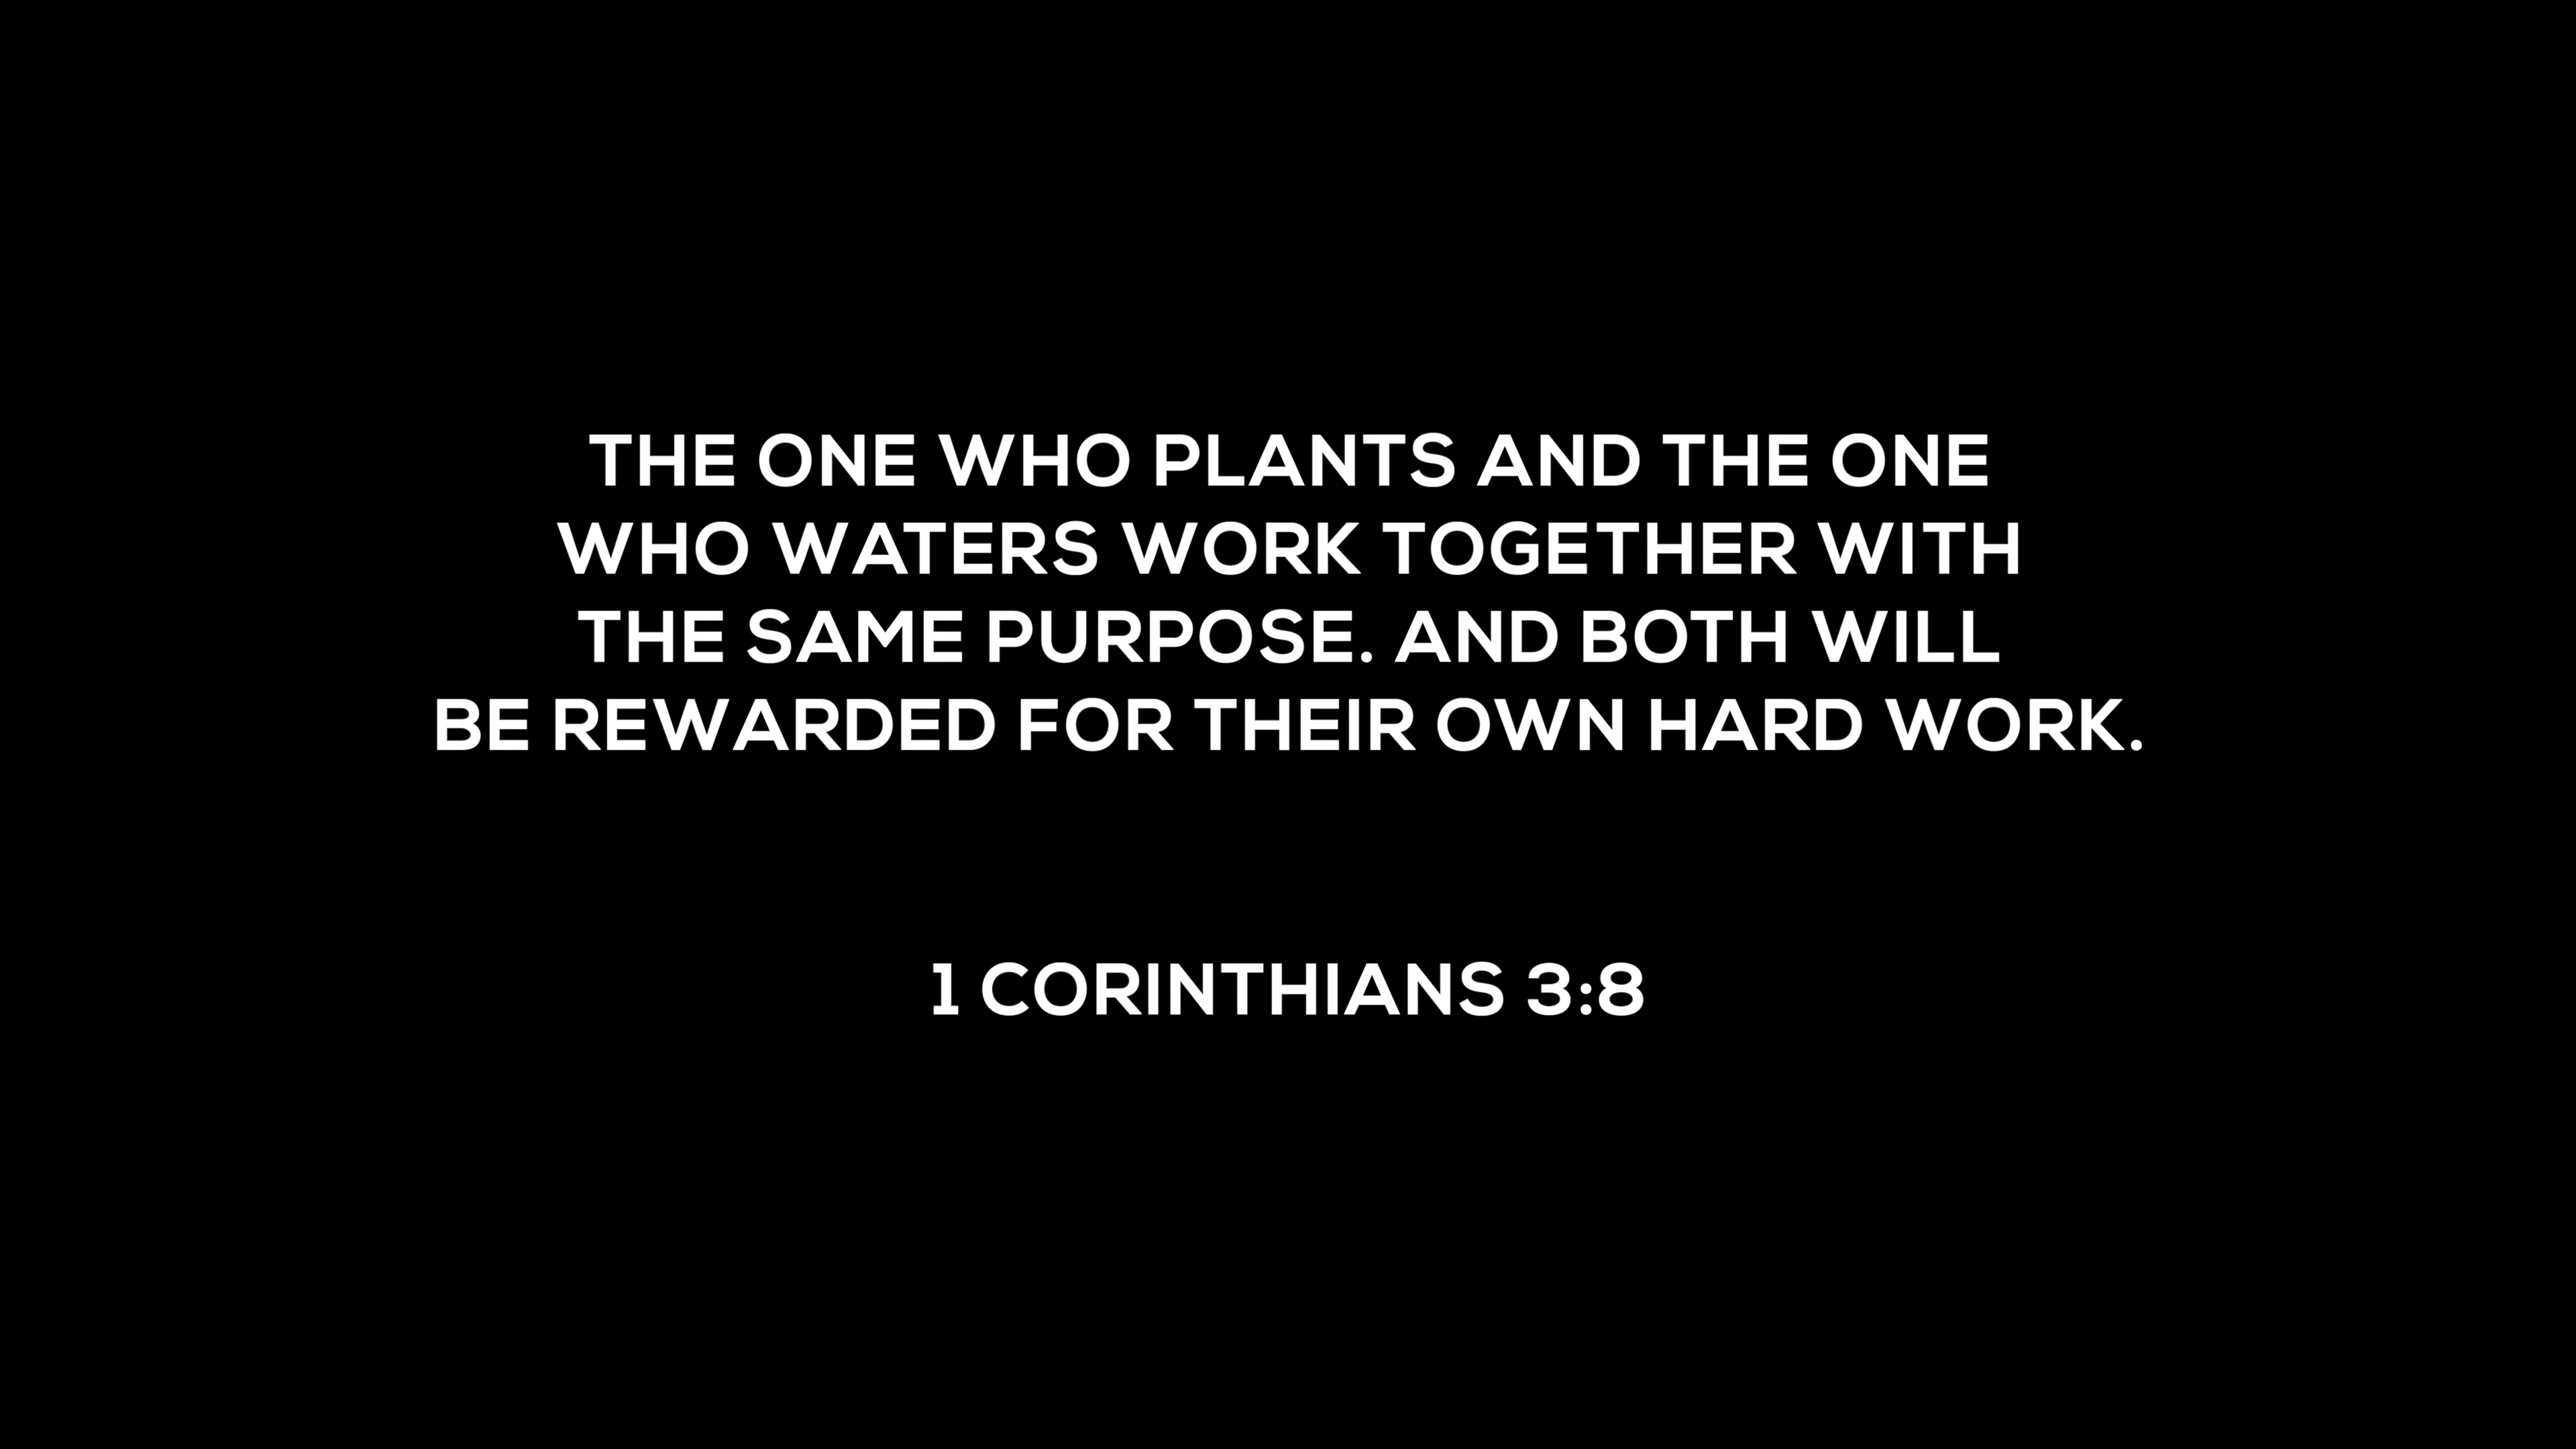 THE ONE WHO PLANTS AND THE ONE
WHO WATERS WORK TOGETHER WITH
THE SAME PURPOSE. AND BOTH WILL
BE REWARDED FOR THEIR OWN HARD WORK.
1 CORINTHIANS 3:8